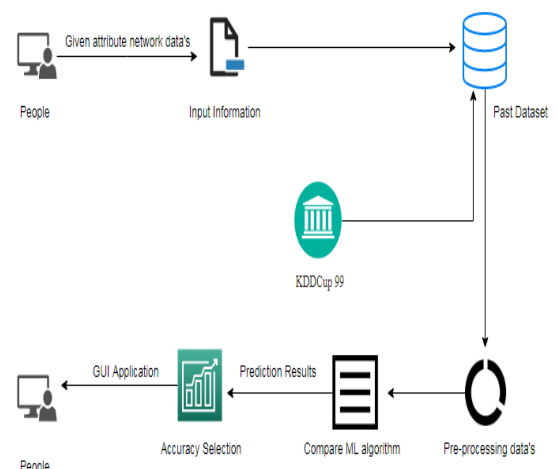 Given attribute network data's
People
Input Information
Past Dataset
KDDCup 99
GUI Application
Prediction Results
Accuracy Selection
Compare ML algorithm
Pre-processing data's
People